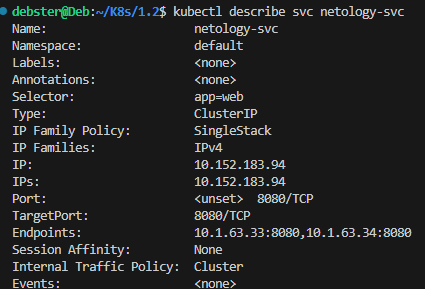 debster@Deb:~/K8s/1.2$ kubectl describe svc netology-svc
Name:                     netology-svc
Namespace:                default
Labels:                   <none>
Annotations:              <none>
Selector:                 app=web
Type:                     ClusterIP
IP Family Policy:         SingleStack
IP Families:              IPv4
IP:                       10.152.183.94
IPs:                      10.152.183.94
Port:                     <unset>  8080/TCP
TargetPort:               8080/TCP
Endpoints:                10.1.63.33:8080,10.1.63.34:8080
Session Affinity:         None
Internal Traffic Policy:  Cluster
Events:                   <none>